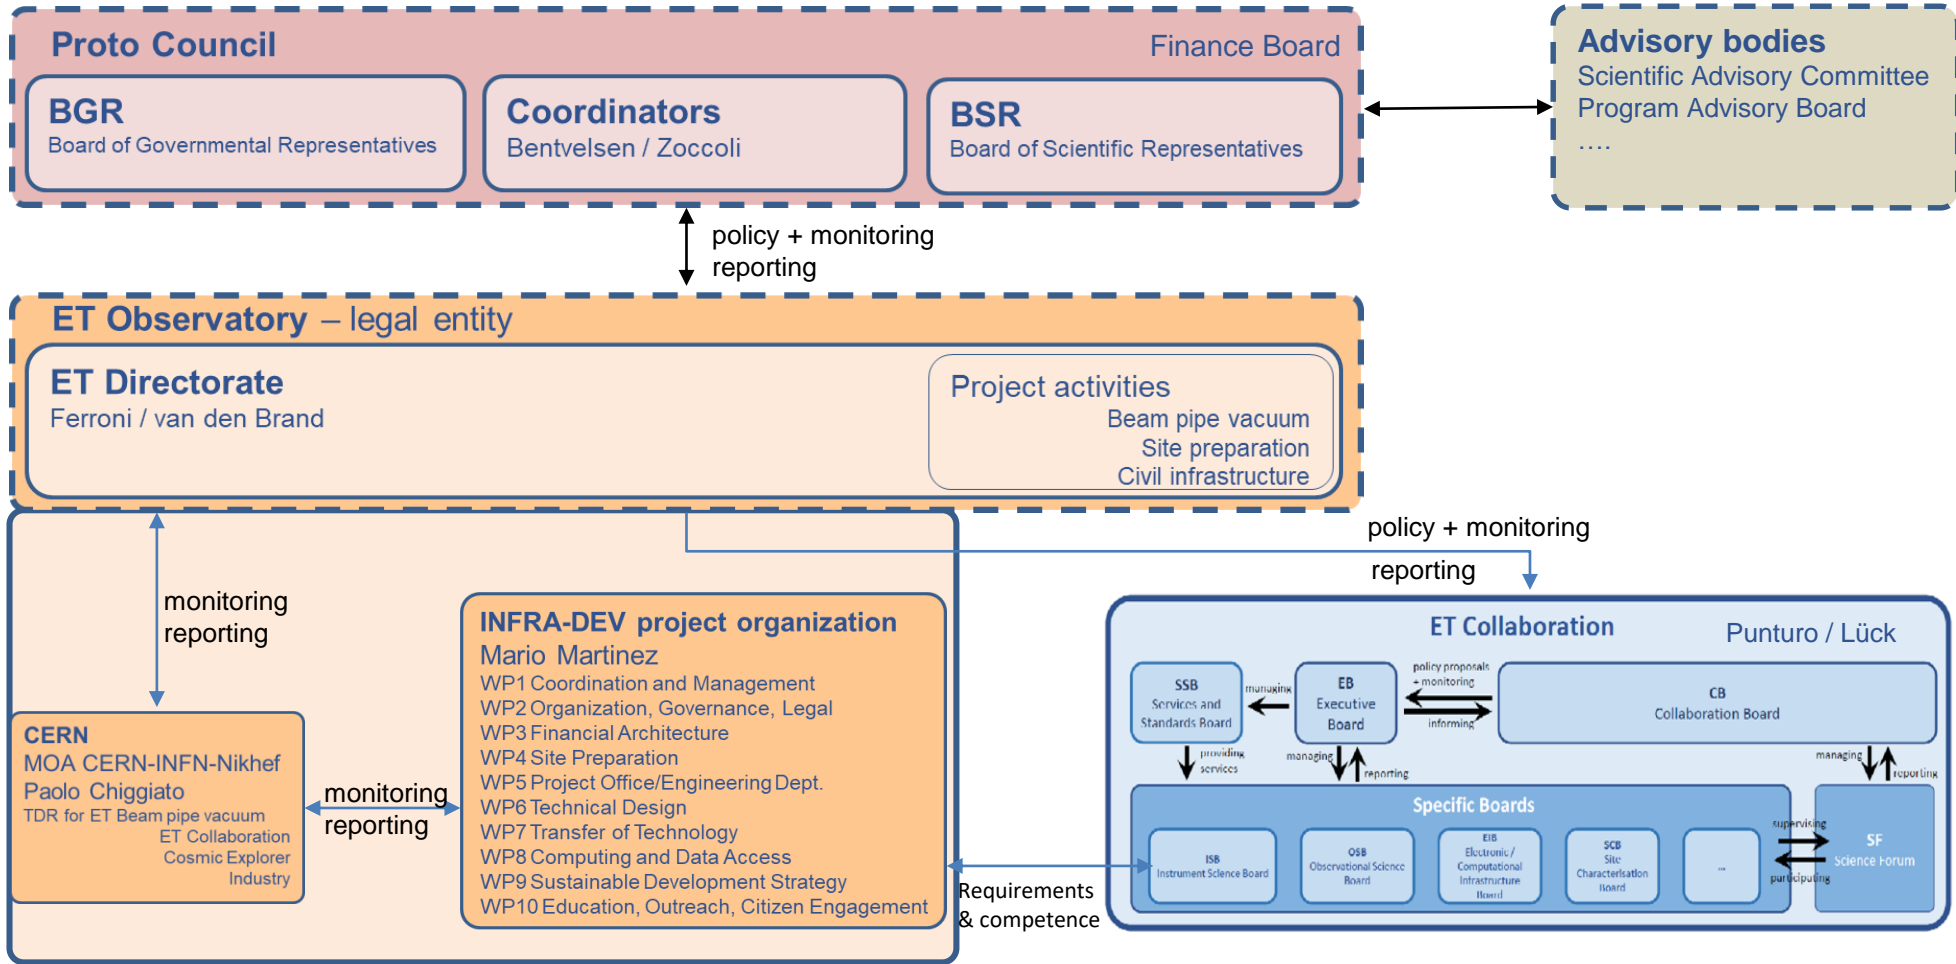 Proto Council
Finance Board
BGR
Board of Governmental Representatives
Coordinators
Bentvelsen / Zoccoli
BSR
Board of Scientific Representatives
Advisory bodies
Scientific Advisory Committee
Program Advisory Board
....
policy + monitoring
reporting
ET Observatory – legal entity
ET Directorate
Ferroni / van den Brand
Project activities
Beam pipe vacuum
Site preparation
Civil infrastructure
policy + monitoring
reporting
monitoring
reporting
CERN
MOA CERN-INFN-Nikhef
Paolo Chiggiato
TDR for ET Beam pipe vacuum
ET Collaboration
Cosmic Explorer
Industry
monitoring
reporting
INFRA-DEV project organization
Mario Martinez
WP1 Coordination and Management
WP2 Organization, Governance, Legal
WP3 Financial Architecture
WP4 Site Preparation
WP5 Project Office/Engineering Dept.
WP6 Technical Design
WP7 Transfer of Technology
WP8 Computing and Data Access
WP9 Sustainable Development Strategy
WP10 Education, Outreach, Citizen Engagement
Requirements
& competence
ET Collaboration
Punturo / Lück
SSB
Services and
Standards Board
managing
EB
Executive
Board
policy proposals
+ monitoring
informing
CB
Collaboration Board
providing
services
managing
reporting
managing
reporting
Specific Boards
ISB
Instrument Science Board
OSB
Observational Science
Board
EIB
Electronic /
Computational
Infrastructure
Board
SCB
Site
Characterisation
Board
...
supervising
participating
SF
Science Forum